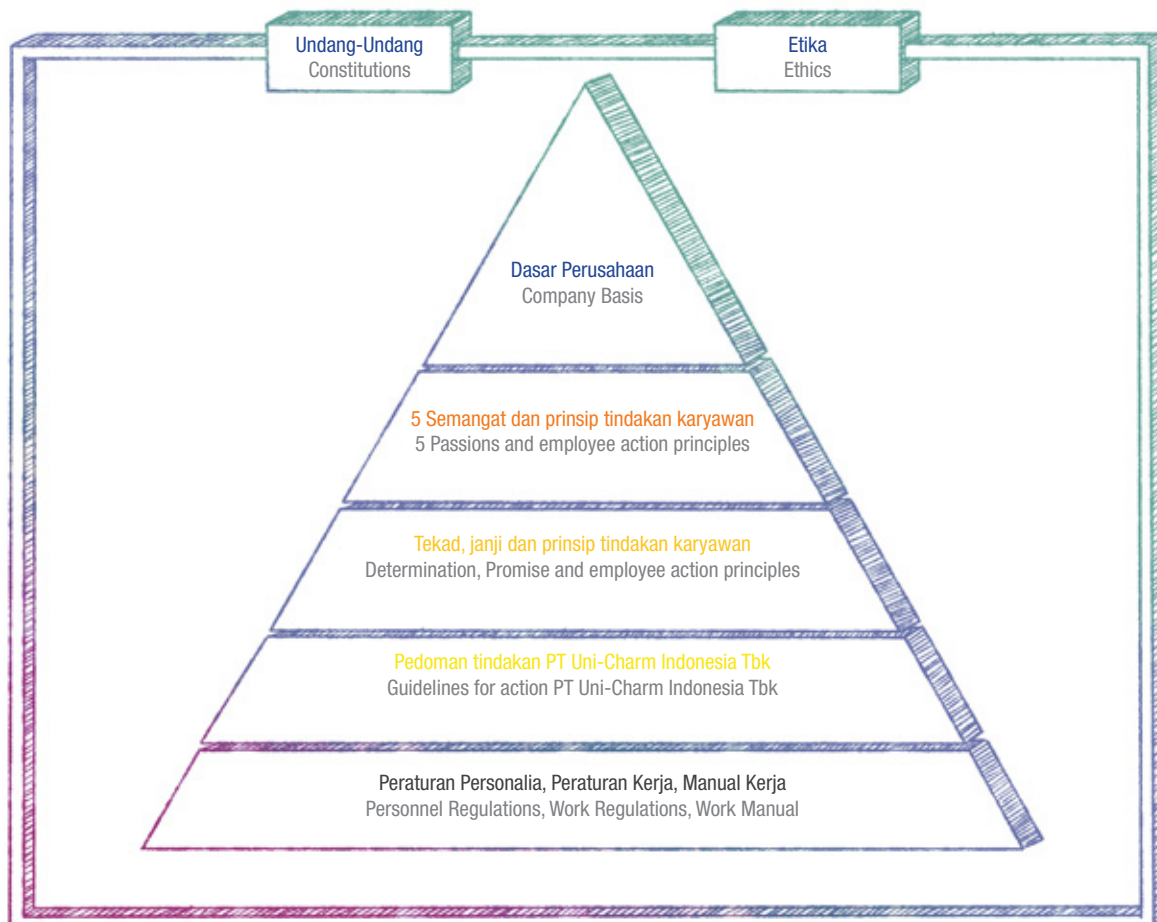 Undang-Undang
Constitutions
Etika
Ethics
Dasar Perusahaan
Company Basis
5 Semangat dan prinsip tindakan karyawan
5 Passions and employee action principles
Tekad, janji dan prinsip tindakan karyawan
Determination, Promise and employee action principles
Pedoman tindakan PT Uni-Charm Indonesia Tbk
Guidelines for action PT Uni-Charm Indonesia Tbk
Peraturan Personalia, Peraturan Kerja, Manual Kerja
Personnel Regulations, Work Regulations, Work Manual